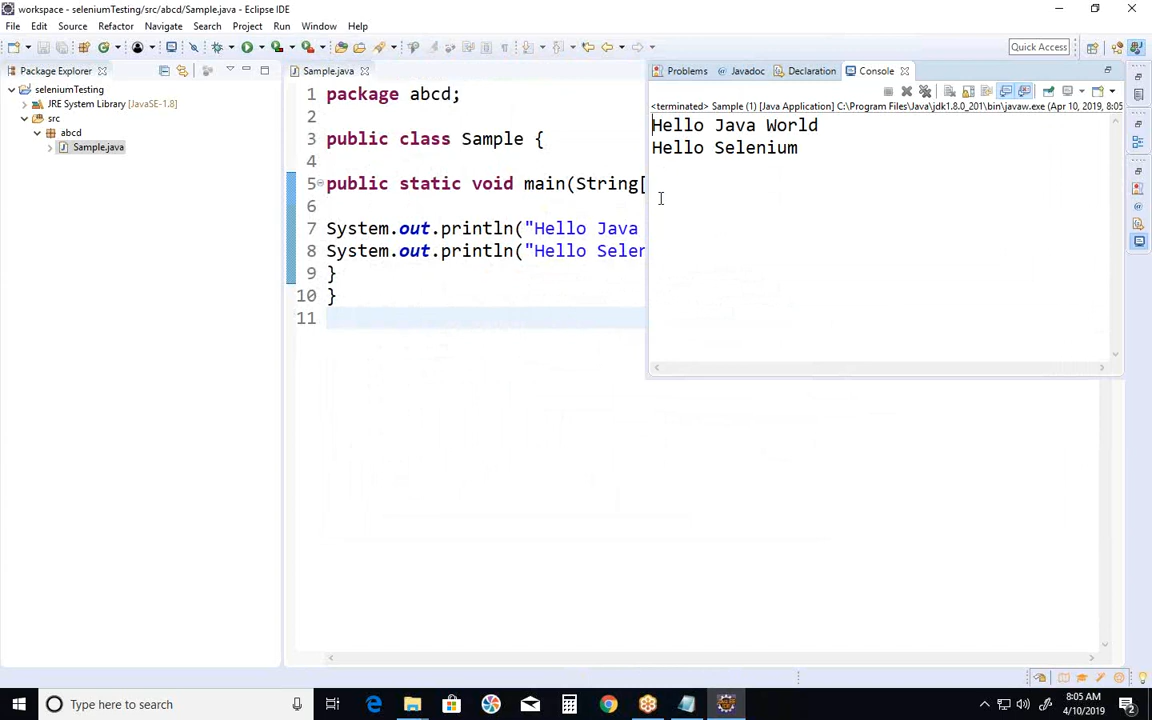 workspace - seleniumTesting/src/abcd/Sample.java - Eclipse IDE
File Edit Source Refactor Navigate Search Project Run Window Help
Quick Access
Package Explorer
seleniumTesting
JRE System Library [JavaSE-1.8]
src
abcd
Sample.java
Sample.java
1 package abcd;
2
3 public class Sample {
4
5 public static void main(String[
6
7 System.out.println("Hello Java
8 System.out.println("Hello Seler
9 }
10 }
11
Problems Javadoc Declaration Console
<terminated> Sample (1) [Java Application] C:\Program Files\Java\jdk1.8.0_201\bin\javaw.exe (Apr 10, 2019, 8:05
Hello Java World
Hello Selenium
Type here to search
8:05 AM
4/10/2019
2